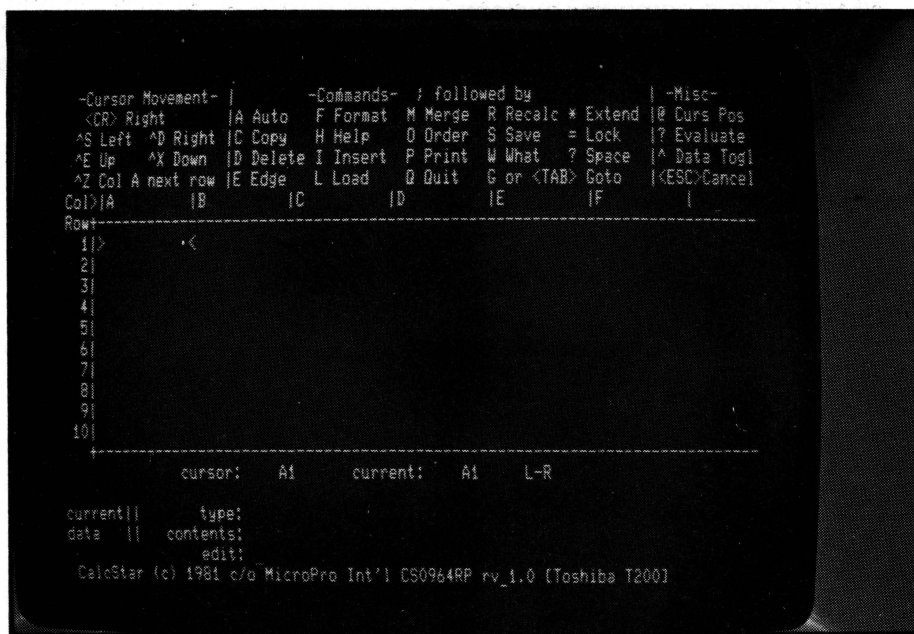 -Cursor Movement- | -Commands- ; followed by | -Misc-
<CR> Right |A Auto F Format M Merge R Recalc * Extend |@ Curs Pos
^S Left ^D Right |C Copy H Help O Order S Save = Lock |? Evaluate
^E Up ^X Down |D Delete I Insert P Print W What ? Space |^ Data Togl
^Z Col A next row |E Edge L Load Q Quit G or <TAB> Goto |<ESC>Cancel
Col>|A |B |C |D |E |F |
Row+------------------------------------------------------------
1|> .<
2|
3|
4|
5|
6|
7|
8|
9|
10|
+------------------------------------------------------------
cursor: A1 current: A1 L-R
current|| type:
data || contents:
edit:
CalcStar (c) 1981 c/o MicroPro Int'l CS0964RP rv_1.0 [Toshiba T200]